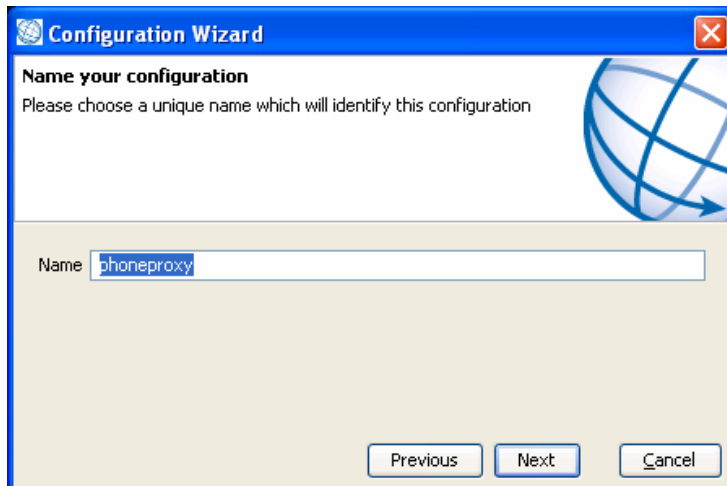 Configuration Wizard
Name your configuration
Please choose a unique name which will identify this configuration
Name phoneproxy
Previous Next Cancel